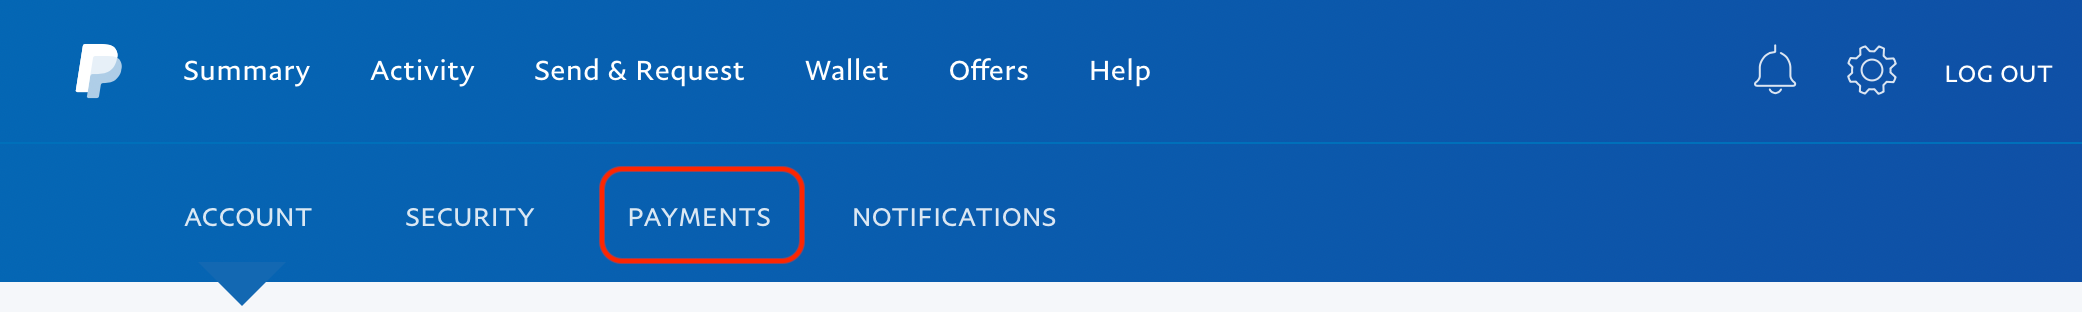 Summary Activity Send & Request Wallet Offers Help LOG OUT
ACCOUNT SECURITY PAYMENTS NOTIFICATIONS